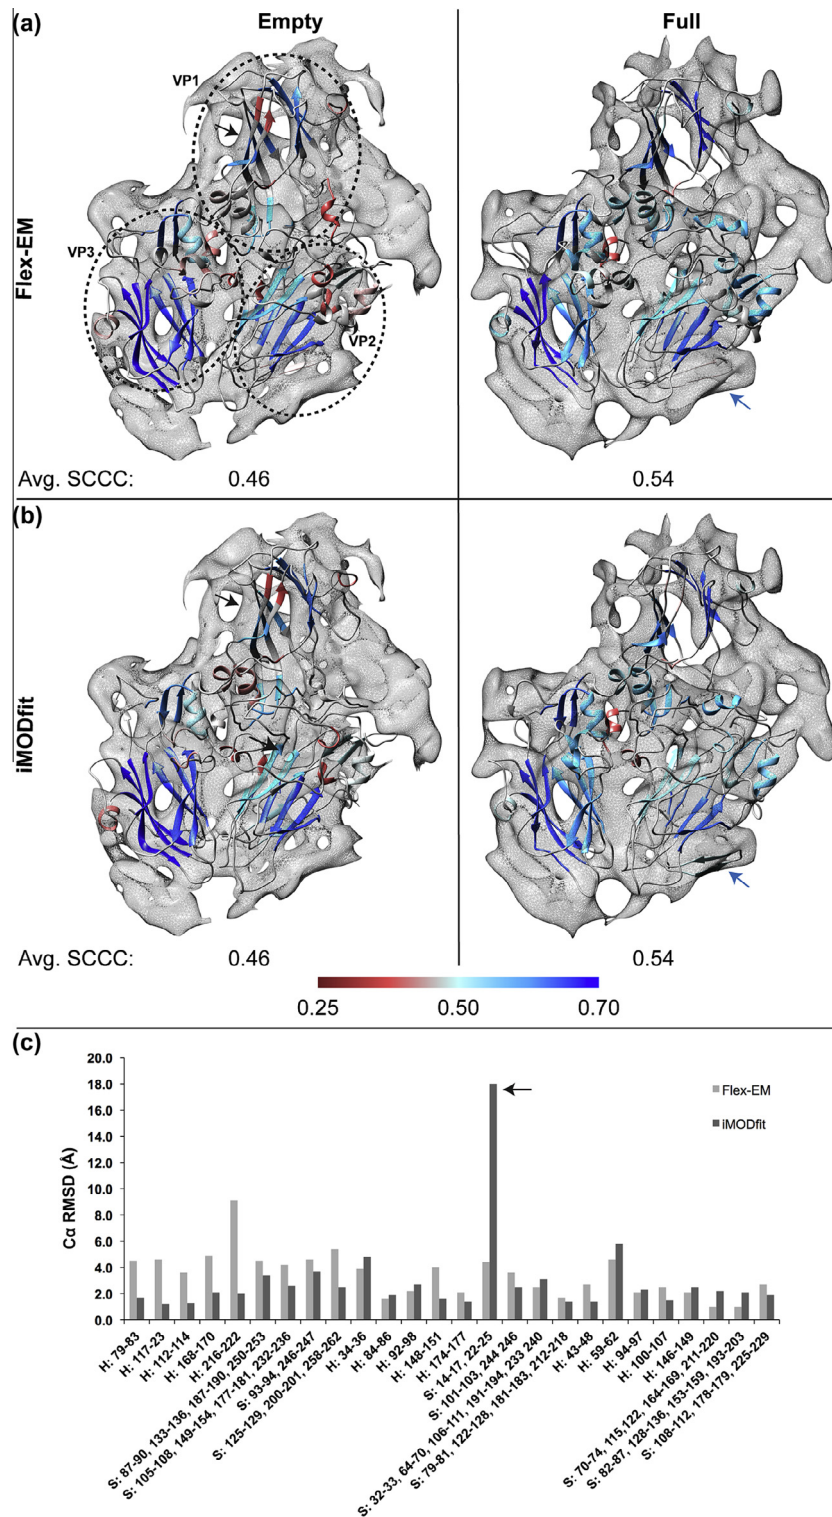 (a)
Empty
Full
VP1
VP3
VP2
Flex-EM
Avg. SCCC:
0.46
0.54
(b)
iMODfit
Avg. SCCC:
0.46
0.54
0.25
0.50
0.70
(c)
20.0
18.0
16.0
14.0
12.0
10.0
8.0
6.0
4.0
2.0
0.0
Cα RMSD (Å)
Flex-EM
iMODfit
H: 79-83
H: 117-23
H: 112-114
H: 168-170
H: 216-222
S: 87-90, 133-136, 187-190, 250-253
S: 105-108, 149-154, 177-181, 232-236
S: 93-94, 246-247
S: 125-129, 200-201, 258-262
H: 34-36
H: 84-86
H: 92-98
H: 148-151
H: 174-177
S: 14-17, 22-25
S: 101-103, 244 246
S: 32-33, 64-70, 106-111, 191-194, 233 240
S: 79-81, 122-128, 181-183, 212-218
H: 43-48
H: 59-62
H: 94-97
H: 100-107
H: 146-149
S: 70-74, 115,122, 164-169, 211-220
S: 82-87, 128-136, 153-159, 193-203
S: 108-112, 178-179, 225-229